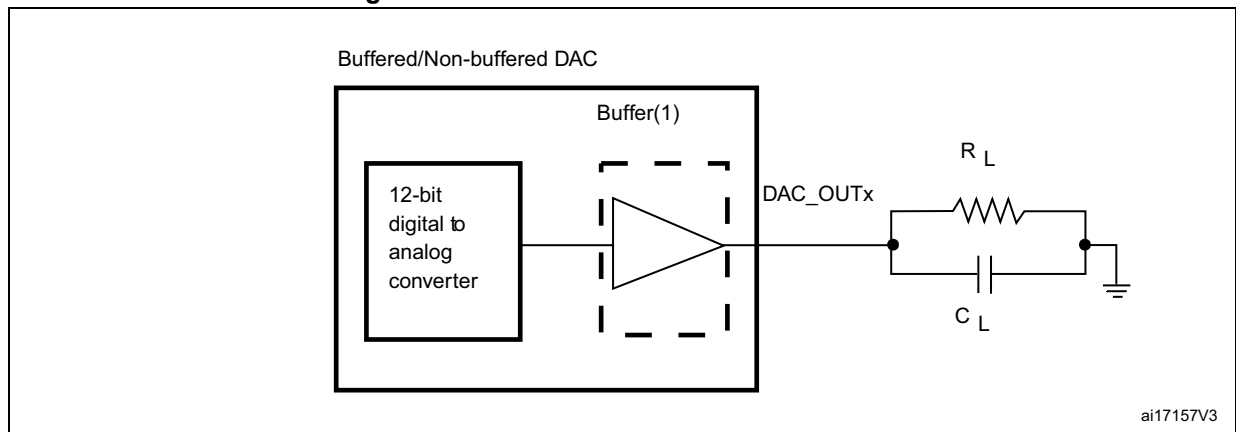 Buffered/Non-buffered DAC
Buffer(1)
12-bit
digital to
analog
converter
DAC_OUTx
R L
C L
ai17157V3